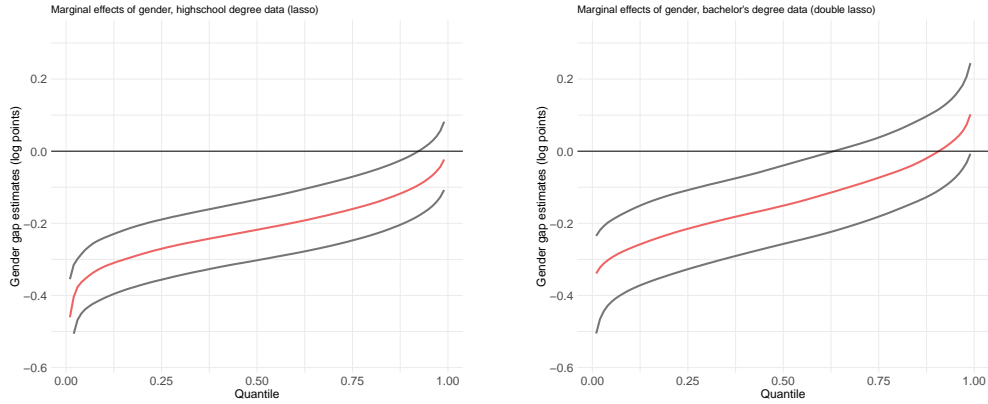 Marginal effects of gender, highschool degree data (lasso)
Gender gap estimates (log points)
0.2
0.0
−0.2
−0.4
−0.6
0.00 0.25 0.50 0.75 1.00
Quantile
Marginal effects of gender, bachelor's degree data (double lasso)
Gender gap estimates (log points)
0.2
0.0
−0.2
−0.4
−0.6
0.00 0.25 0.50 0.75 1.00
Quantile